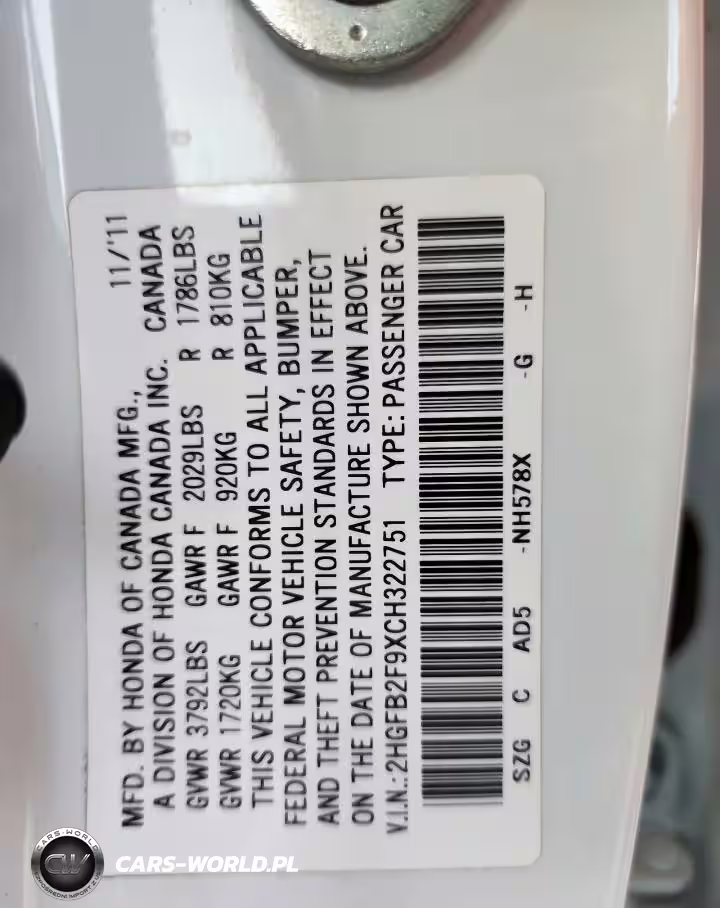 MFD. BY HONDA OF CANADA MFG., 11/'11
A DIVISION OF HONDA CANADA INC. CANADA
GVWR 3792LBS GAWR F 2029LBS R 1786LBS
GVWR 1720KG GAWR F 920KG R 810KG
THIS VEHICLE CONFORMS TO ALL APPLICABLE
FEDERAL MOTOR VEHICLE SAFETY, BUMPER,
AND THEFT PREVENTION STANDARDS IN EFFECT
ON THE DATE OF MANUFACTURE SHOWN ABOVE.
V.I.N.: 2HGFB2F9XCH322751 TYPE: PASSENGER CAR
SZG C AD5 -NH578X -G -H
CARS-WORLD
CW
CARS-WORLD.PL